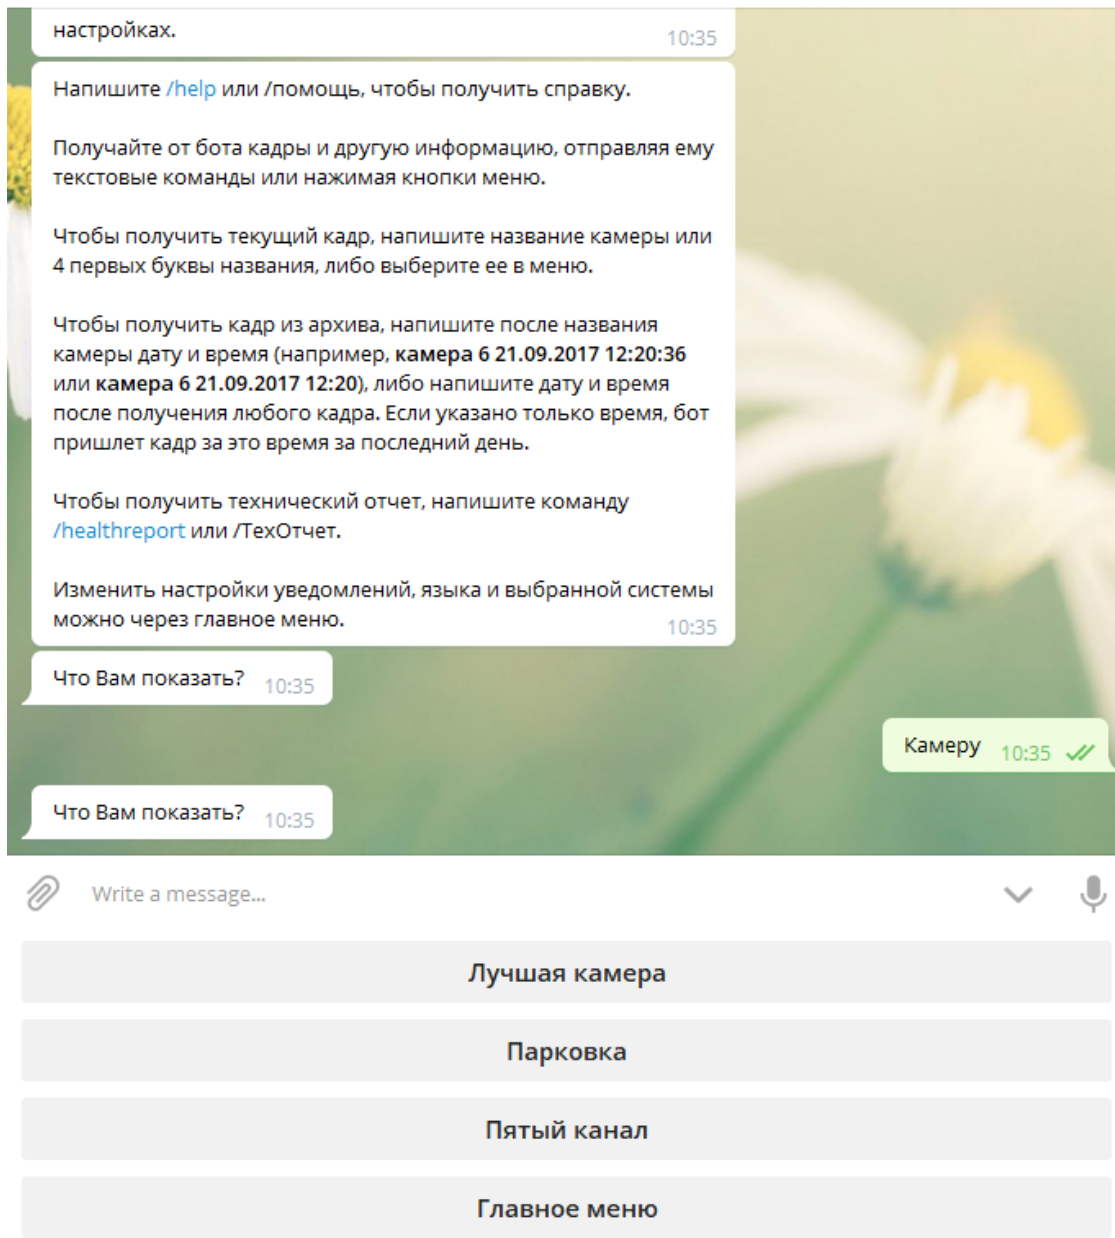 настройках.
10:35
Напишите /help или /помощь, чтобы получить справку.
Получайте от бота кадры и другую информацию, отправляя ему
текстовые команды или нажимая кнопки меню.
Чтобы получить текущий кадр, напишите название камеры или
4 первых буквы названия, либо выберите ее в меню.
Чтобы получить кадр из архива, напишите после названия
камеры дату и время (например, камера 6 21.09.2017 12:20:36
или камера 6 21.09.2017 12:20), либо напишите дату и время
после получения любого кадра. Если указано только время, бот
пришлет кадр за это время за последний день.
Чтобы получить технический отчет, напишите команду
/healthreport или /ТехОтчет.
Изменить настройки уведомлений, языка и выбранной системы
можно через главное меню.
10:35
Что Вам показать? 10:35
Камеру 10:35
Что Вам показать? 10:35
Write a message...
Лучшая камера
Парковка
Пятый канал
Главное меню